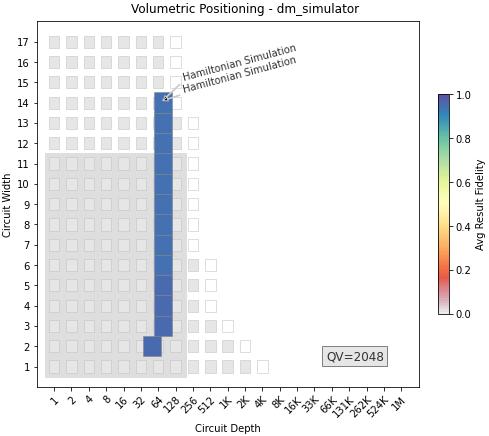 Volumetric Positioning - dm_simulator
Circuit Width
17
16
15
14
13
12
11
10
9
8
7
6
5
4
3
2
1
Hamiltonian Simulation
Hamiltonian Simulation
QV=2048
1 2 4 8 16 32 64 128 256 512 1K 2K 4K 8K 16K 33K 66K 131K 262K 524K 1M
Circuit Depth
1.0
0.8
0.6
0.4
0.2
0.0
Avg Result Fidelity